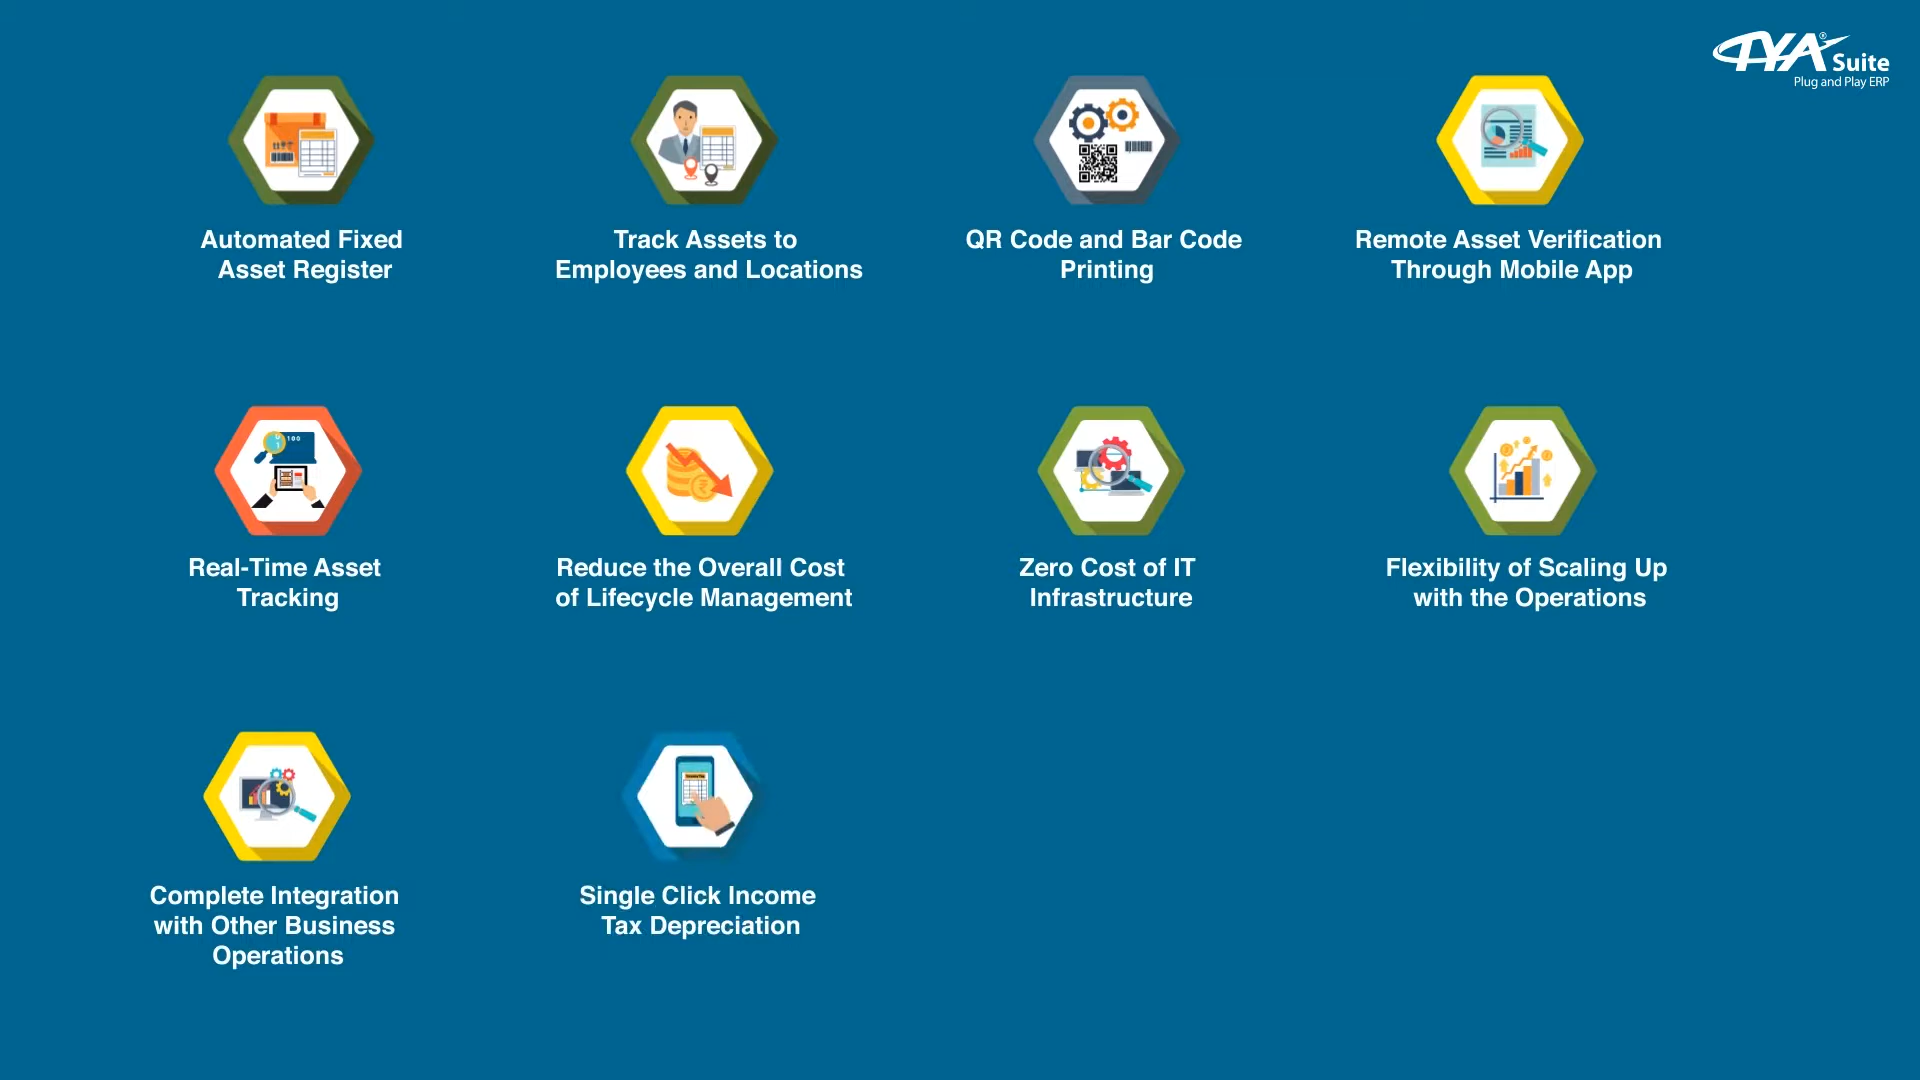 TYA® Suite
Plug and Play ERP
Automated Fixed
Asset Register
Track Assets to
Employees and Locations
QR Code and Bar Code
Printing
Remote Asset Verification
Through Mobile App
Real-Time Asset
Tracking
Reduce the Overall Cost
of Lifecycle Management
Zero Cost of IT
Infrastructure
Flexibility of Scaling Up
with the Operations
Complete Integration
with Other Business
Operations
Single Click Income
Tax Depreciation